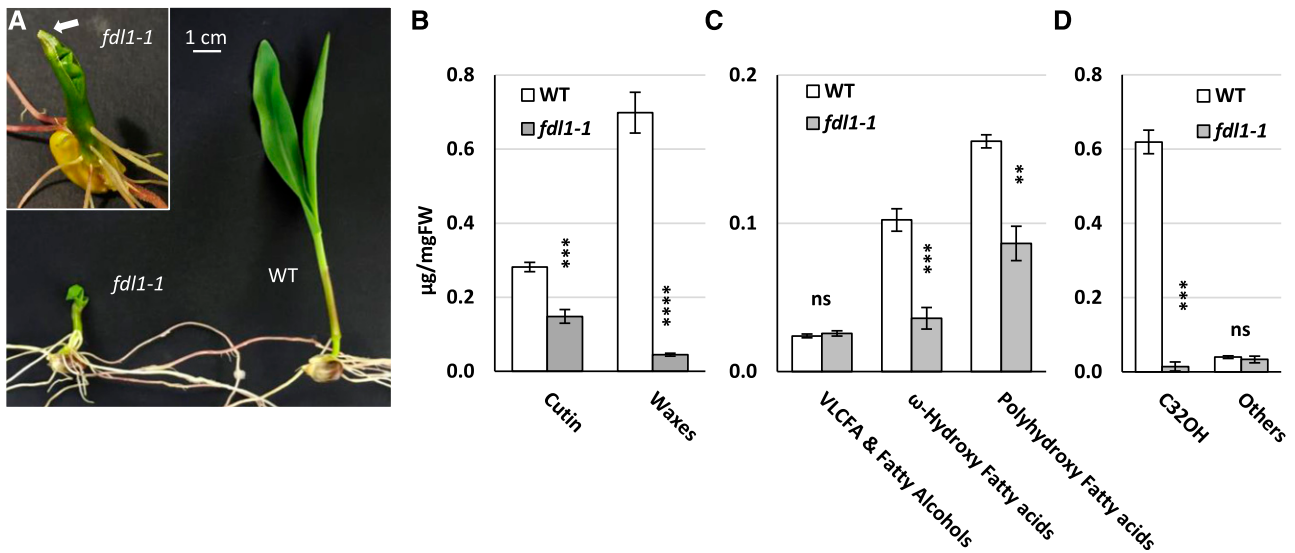 A
fdl1-1
1 cm
fdl1-1
WT
B
µg/mgFW
0.8
0.6
0.4
0.2
0.0
WT
fdl1-1
***
****
Cutin
Waxes
C
0.2
0.1
0.0
WT
fdl1-1
ns
***
**
VLCFA & Fatty Alcohols
ω-Hydroxy Fatty acids
Polyhydroxy Fatty acids
D
0.8
0.6
0.4
0.2
0.0
WT
fdl1-1
***
ns
C32OH
Others